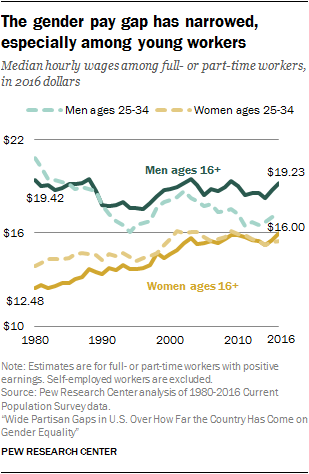 The gender pay gap has narrowed,
especially among young workers
Median hourly wages among full- or part-time workers,
in 2016 dollars
Men ages 25-34 Women ages 25-34
$22
Men ages 16+
$19.23
$19.42
$16
$16.00
Women ages 16+
$12.48
$10
1980 1990 2000 2010 2016
Note: Estimates are for full- or part-time workers with positive
earnings. Self-employed workers are excluded.
Source: Pew Research Center analysis of 1980-2016 Current
Population Survey data.
“Wide Partisan Gaps in U.S. Over How Far the Country Has Come on
Gender Equality”
PEW RESEARCH CENTER